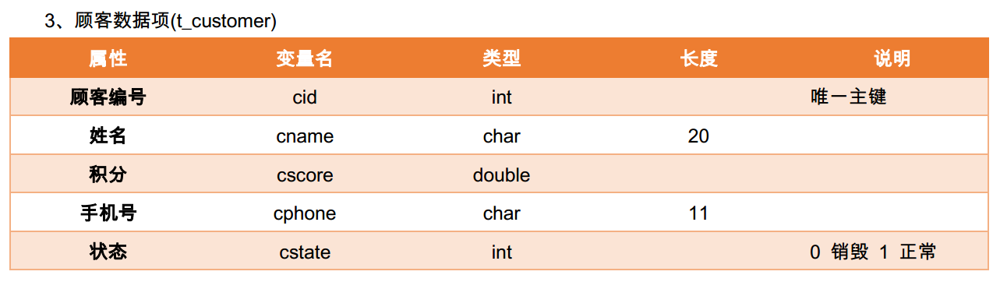 3、顾客数据项(t_customer)
属性 变量名 类型 长度 说明
顾客编号 cid int 唯一主键
姓名 cname char 20
积分 cscore double
手机号 cphone char 11
状态 cstate int 0 销毁 1 正常